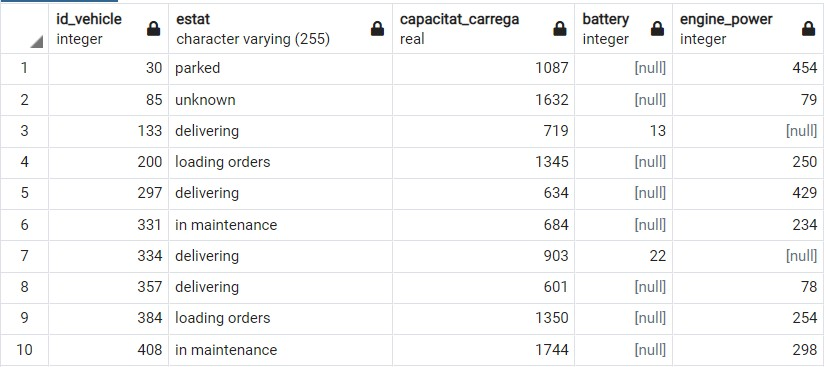 id_vehicle estat capacitat_carrega battery engine_power
integer character varying (255) real integer integer
1 30 parked 1087 [null] 454
2 85 unknown 1632 [null] 79
3 133 delivering 719 13 [null]
4 200 loading orders 1345 [null] 250
5 297 delivering 634 [null] 429
6 331 in maintenance 684 [null] 234
7 334 delivering 903 22 [null]
8 357 delivering 601 [null] 78
9 384 loading orders 1350 [null] 254
10 408 in maintenance 1744 [null] 298